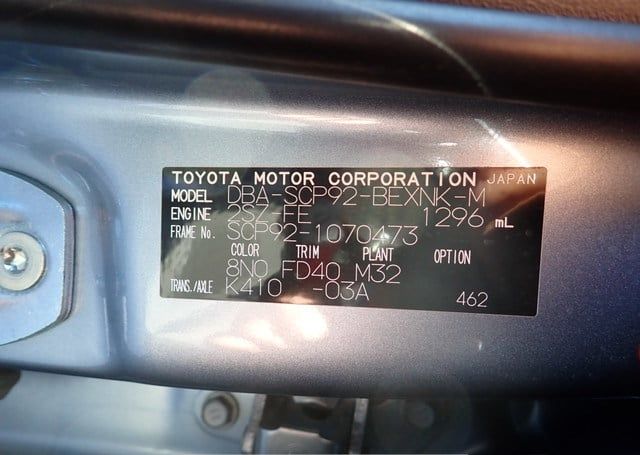 TOYOTA MOTOR CORPORATION JAPAN
MODEL DBA-SCP92-BEXNK-M
ENGINE 2SZ-FE 1296 mL
FRAME No. SCP92-1070473
COLOR TRIM PLANT OPTION
8N0 FD40 M32
TRANS./AXLE K410 -03A 462